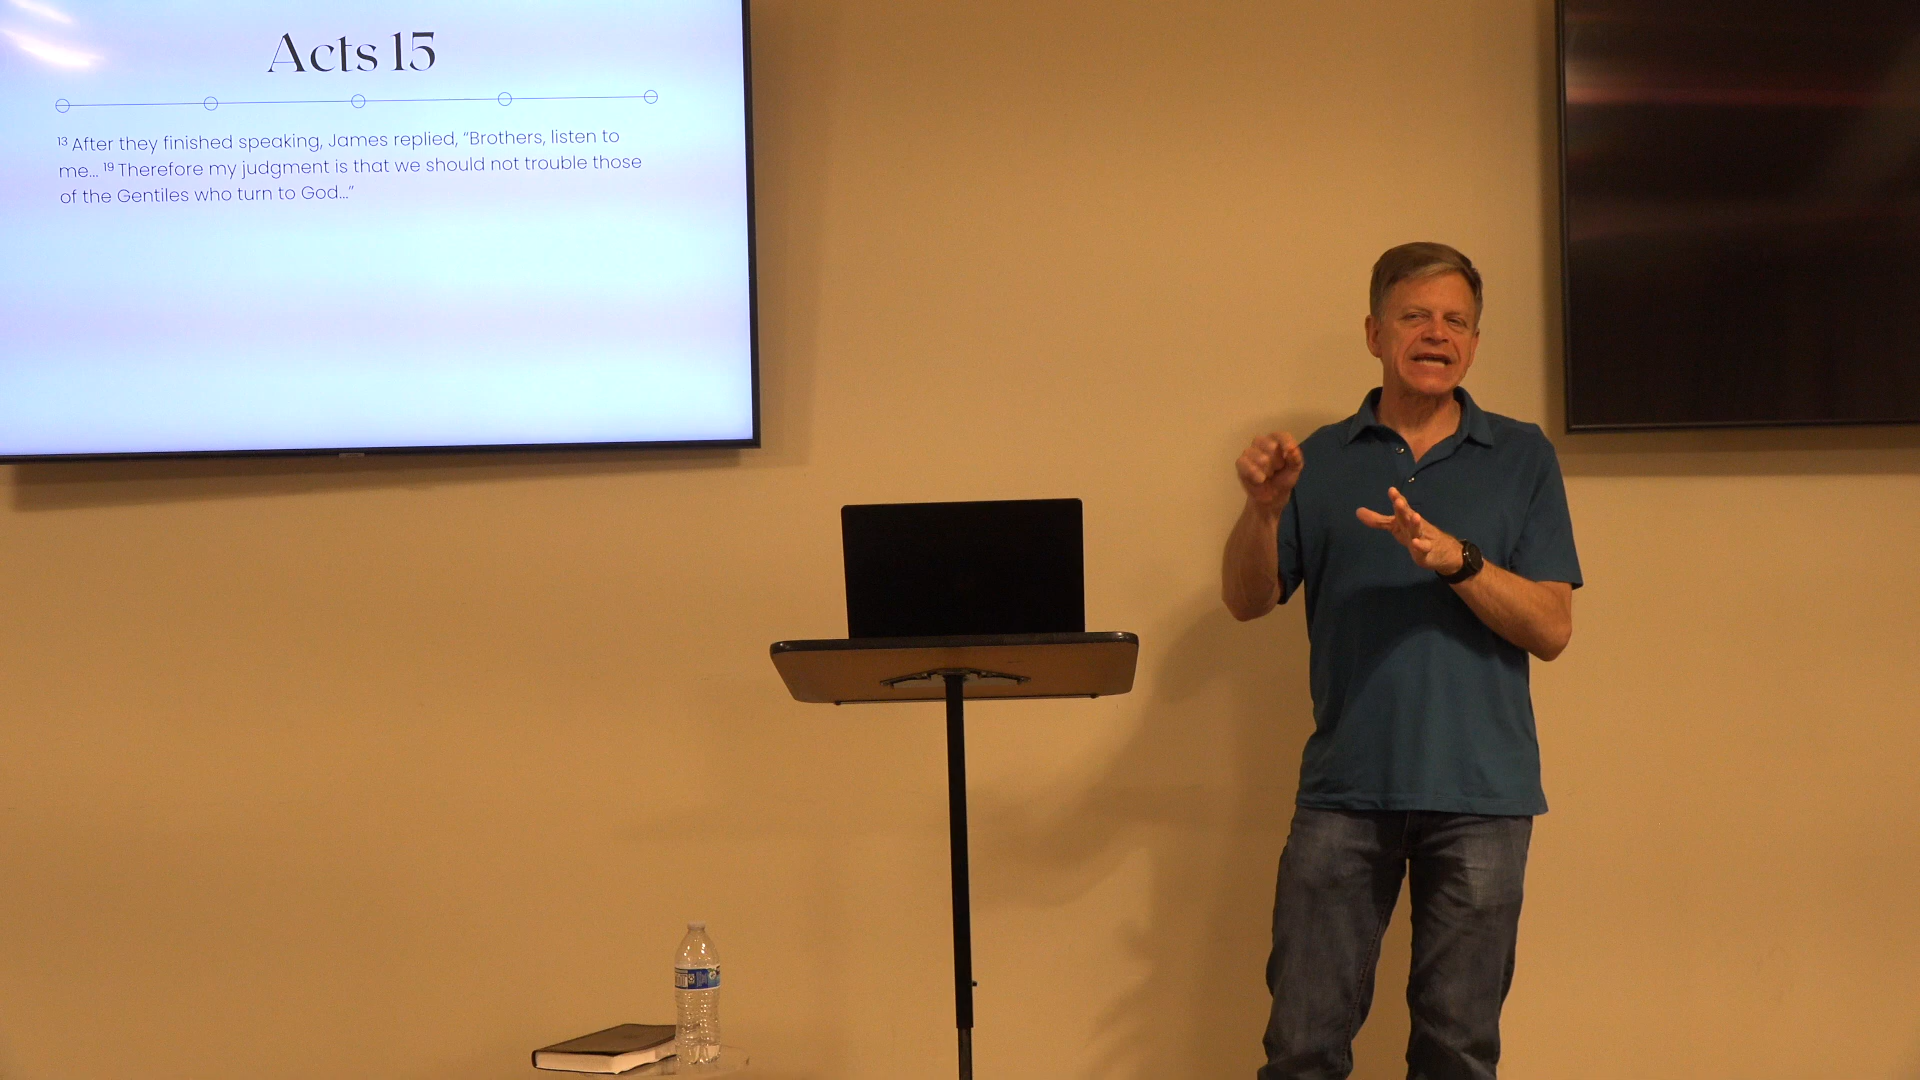 Acts 15
¹³ After they finished speaking, James replied, “Brothers, listen to
me... ¹⁹ Therefore my judgment is that we should not trouble those
of the Gentiles who turn to God...”